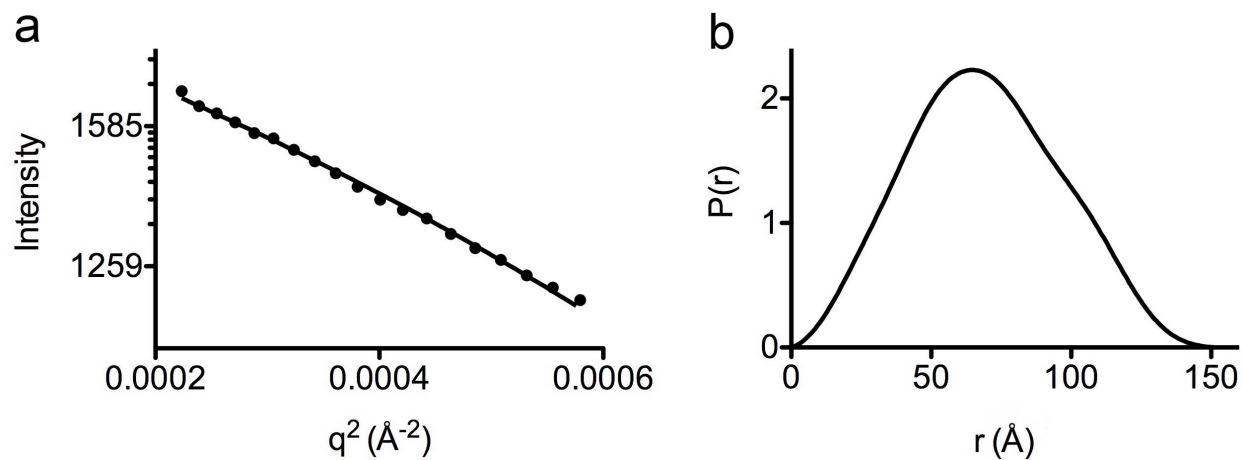 a
Intensity
1585
1259
0.0002 0.0004 0.0006
q² (Å⁻²)
b
P(r)
2
1
0
0 50 100 150
r (Å)